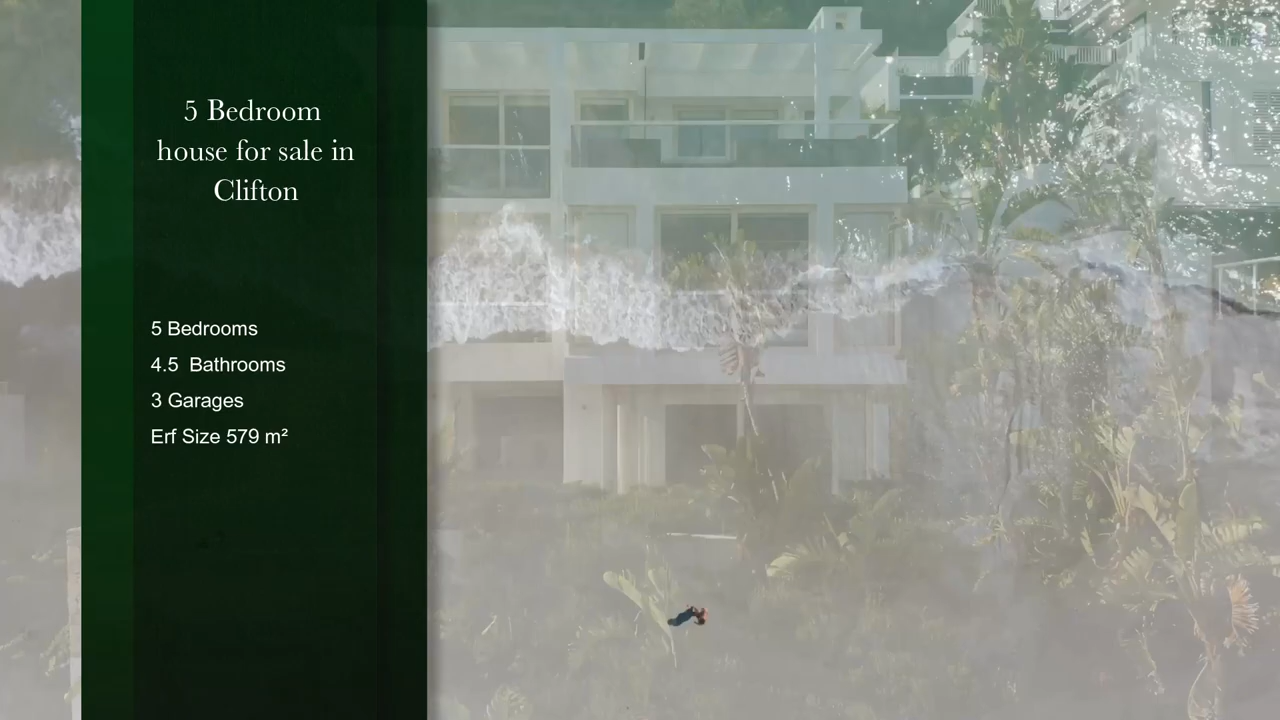 5 Bedroom
house for sale in
Clifton
5 Bedrooms
4.5  Bathrooms
3 Garages
Erf Size 579 m²